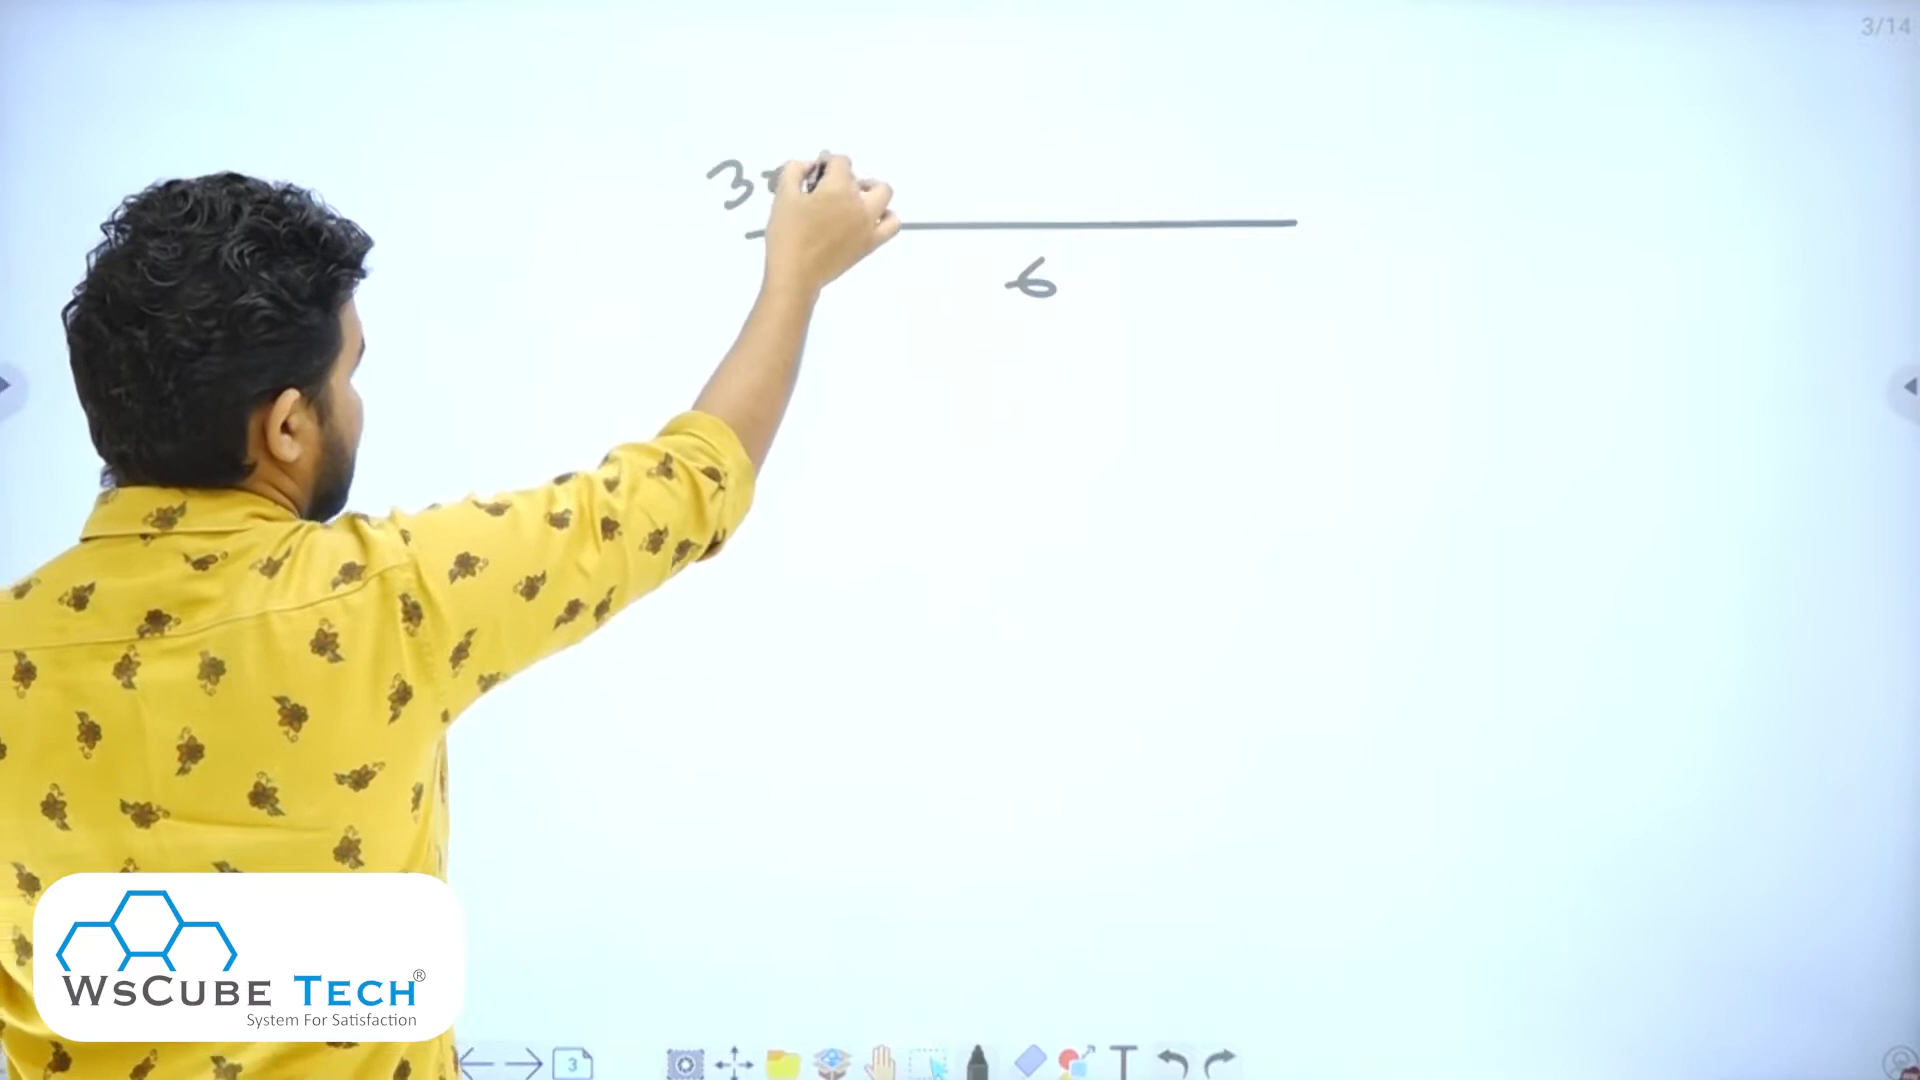 3/14
3 +
6
WsCube Tech®
System For Satisfaction
3 T